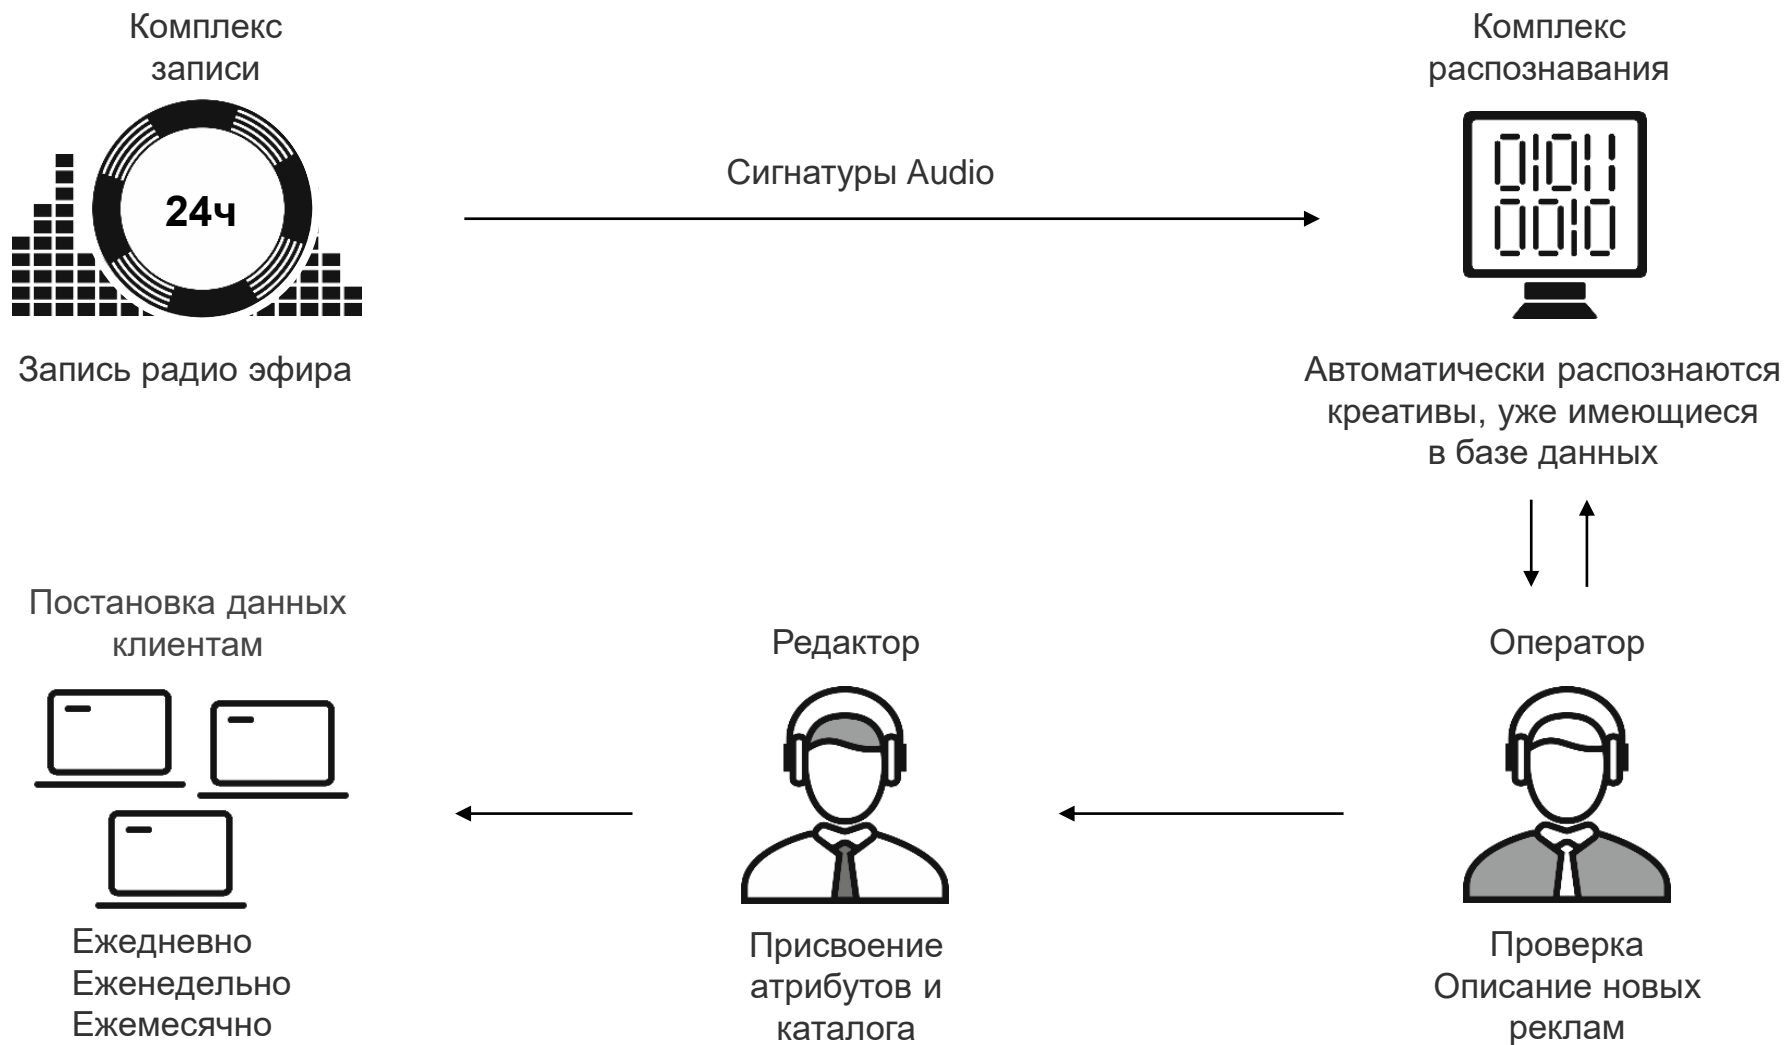 Комплекс
записи
24ч
Запись радио эфира
Сигнатуры Audio
Комплекс
распознавания
Автоматически распознаются
креативы, уже имеющиеся
в базе данных
Оператор
Проверка
Описание новых
реклам
Редактор
Присвоение
атрибутов и
каталога
Постановка данных
клиентам
Ежедневно
Еженедельно
Ежемесячно